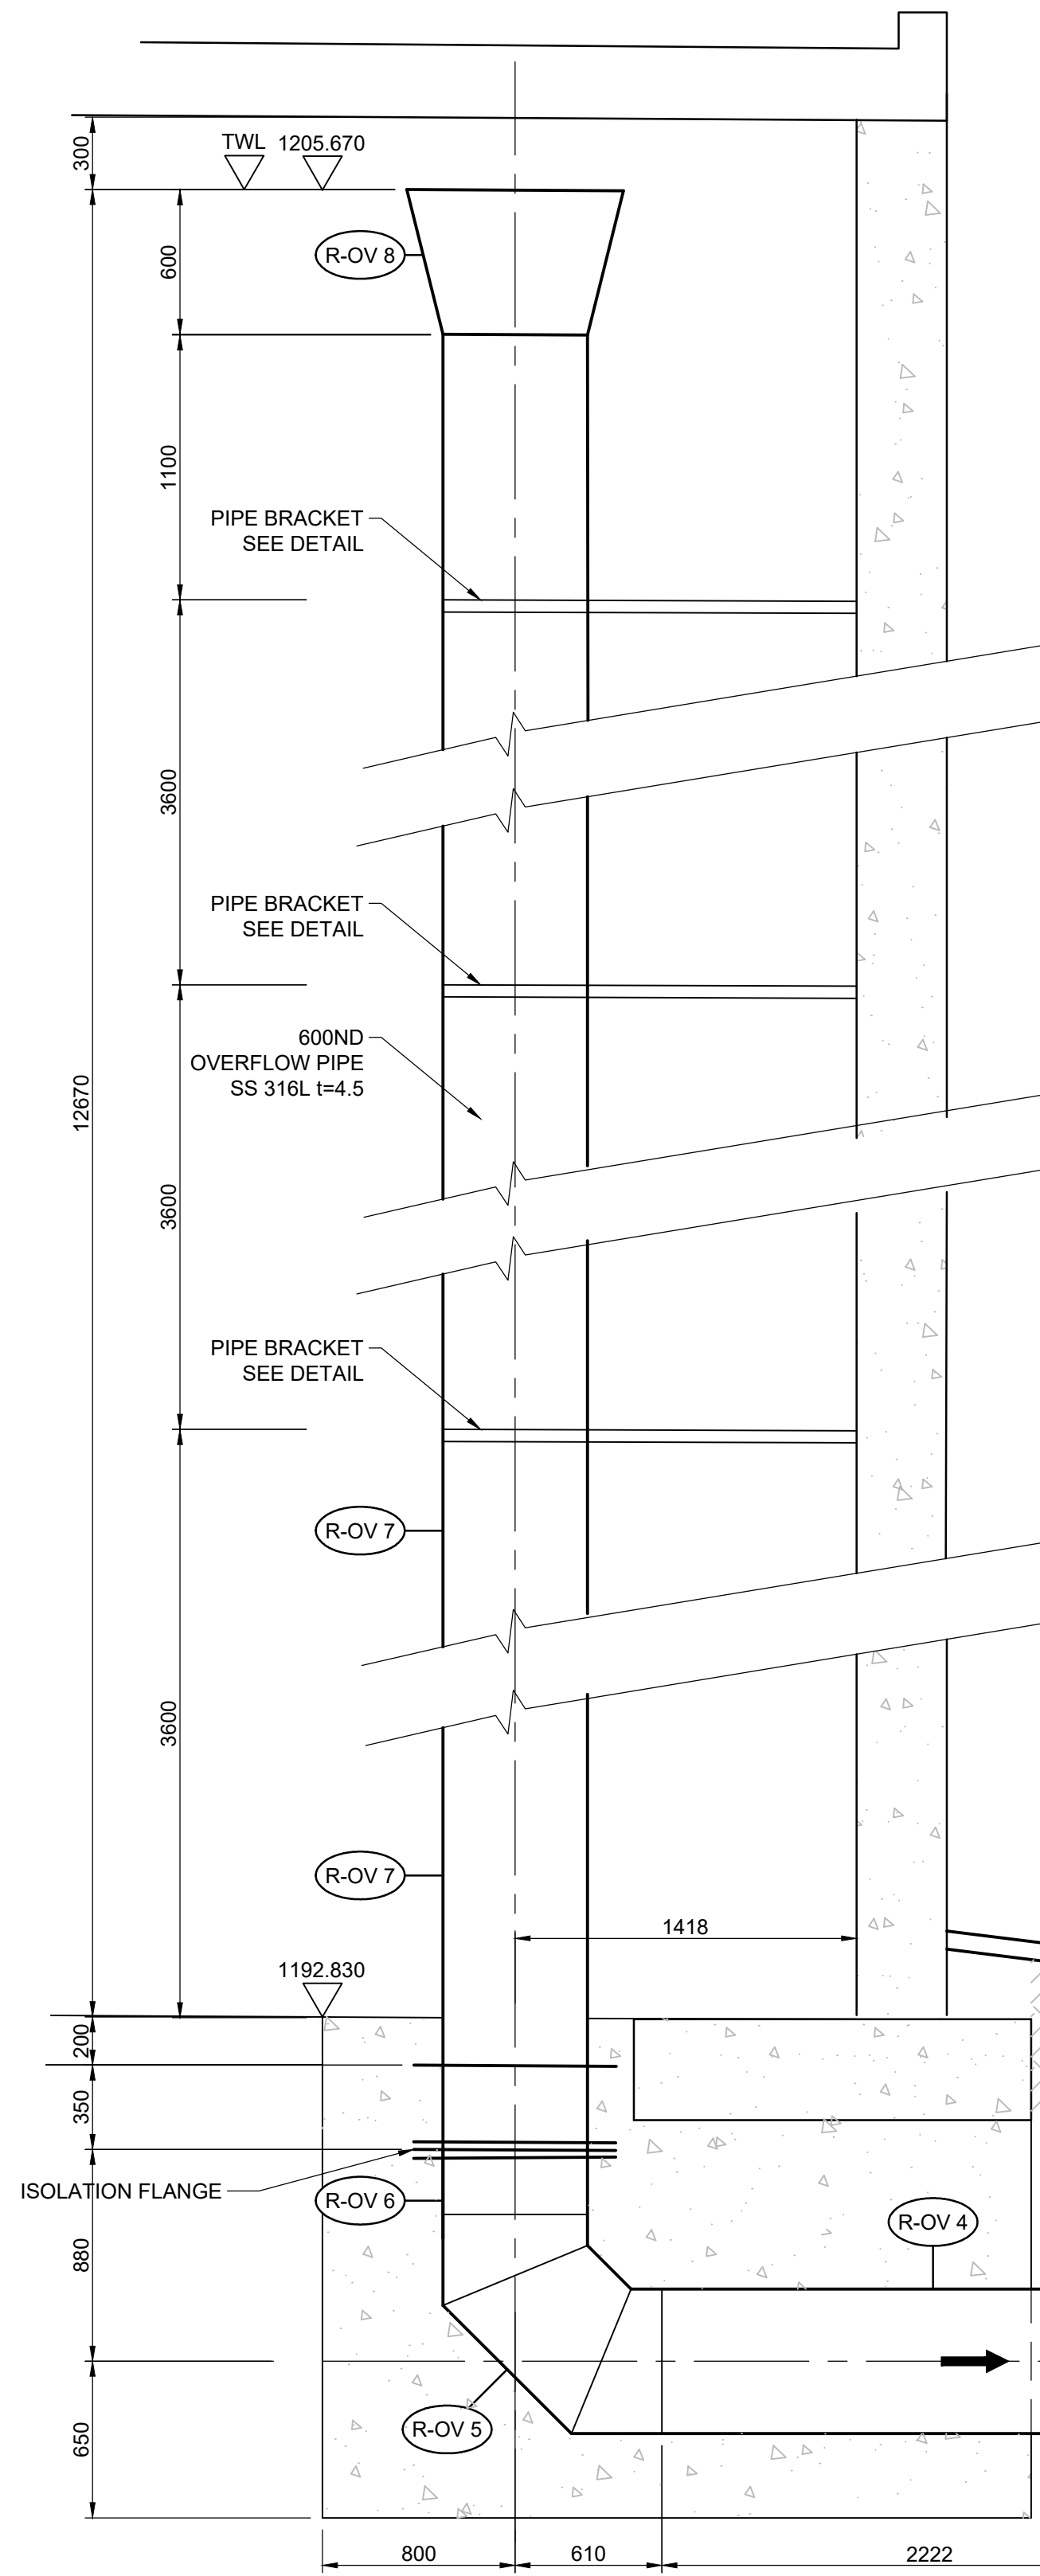 300
TWL 1205.670
600
R-OV 8
1100
PIPE BRACKET
SEE DETAIL
3600
PIPE BRACKET
SEE DETAIL
600ND
OVERFLOW PIPE
SS 316L t=4.5
12670
3600
PIPE BRACKET
SEE DETAIL
R-OV 7
3600
R-OV 7
1418
1192.830
200
350
ISOLATION FLANGE
R-OV 6
R-OV 4
880
R-OV 5
650
800
610
2222